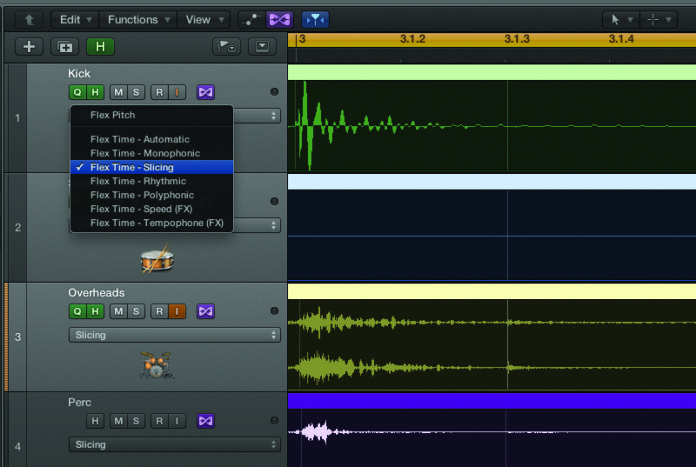 Edit Functions View
H
3 3.1.2 3.1.3 3.1.4
Kick
Q H M S R I
1
Flex Pitch
Flex Time - Automatic
Flex Time - Monophonic
✓ Flex Time - Slicing
Flex Time - Rhythmic
Flex Time - Polyphonic
Flex Time - Speed (FX)
Flex Time - Tempophone (FX)
2
Overheads
Q H M S R I
3
Slicing
Perc
H M S R I
4
Slicing